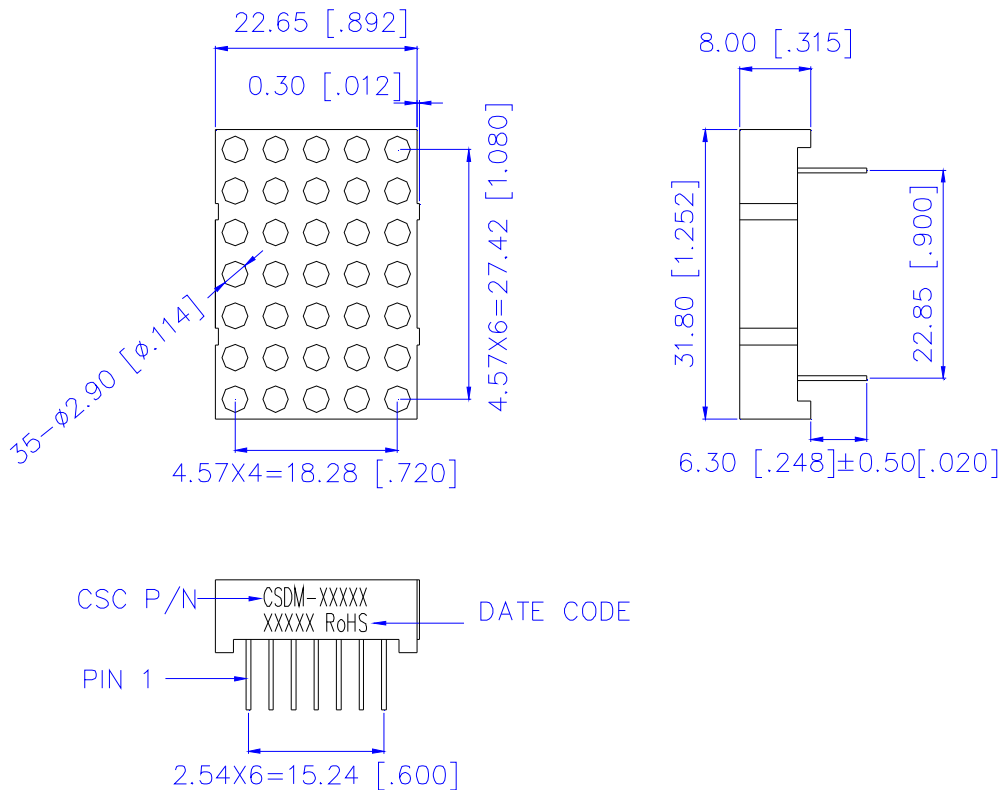 22.65 [.892]
8.00 [.315]
0.30 [.012]
4.57X6=27.42 [1.080]
31.80 [1.252]
22.85 [.900]
35-ø2.90 [ø.114]
4.57X4=18.28 [.720]
6.30 [.248]±0.50[.020]
CSC P/N
CSDM-XXXXX
XXXXX RoHS
DATE CODE
PIN 1
2.54X6=15.24 [.600]